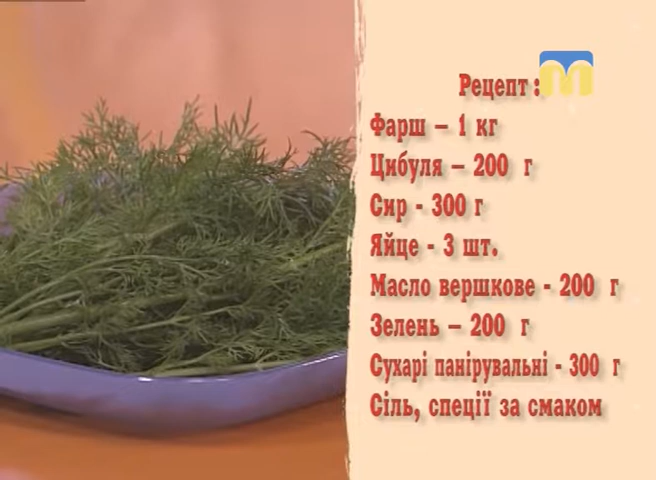 Рецепт :
Фарш – 1 кг
Цибуля – 200 г
Сир - 300 г
Яйце - 3 шт.
Масло вершкове - 200 г
Зелень – 200 г
Сухарі панірувальні - 300 г
Сіль, спеції за смаком